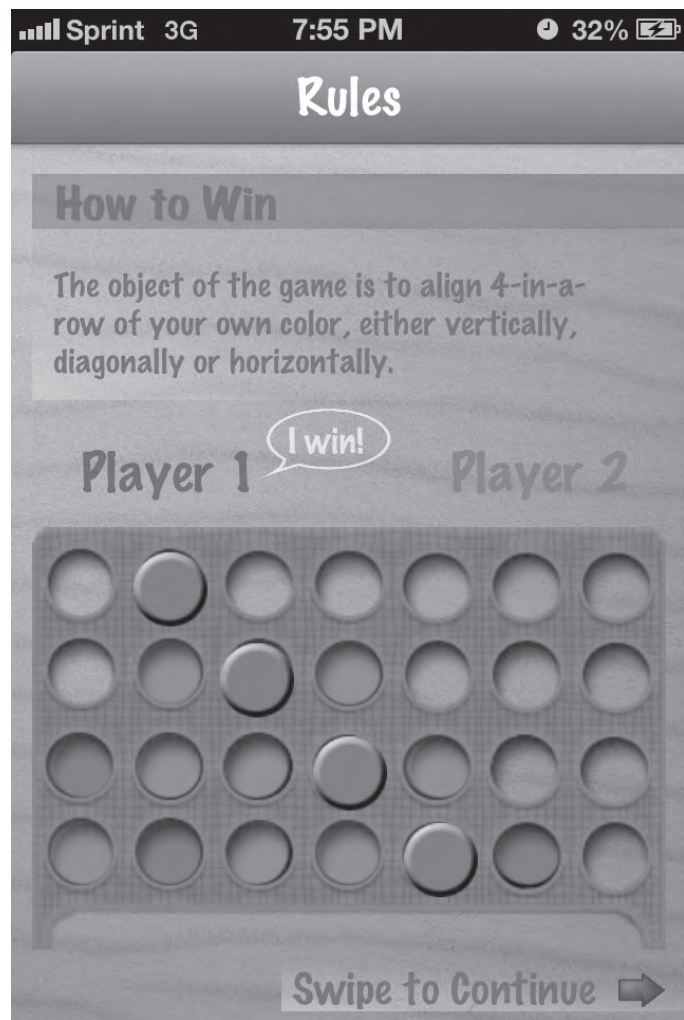 Sprint 3G 7:55 PM 32%
Rules
How to Win
The object of the game is to align 4-in-a-
row of your own color, either vertically,
diagonally or horizontally.
I win!
Player 1 Player 2
Swipe to Continue